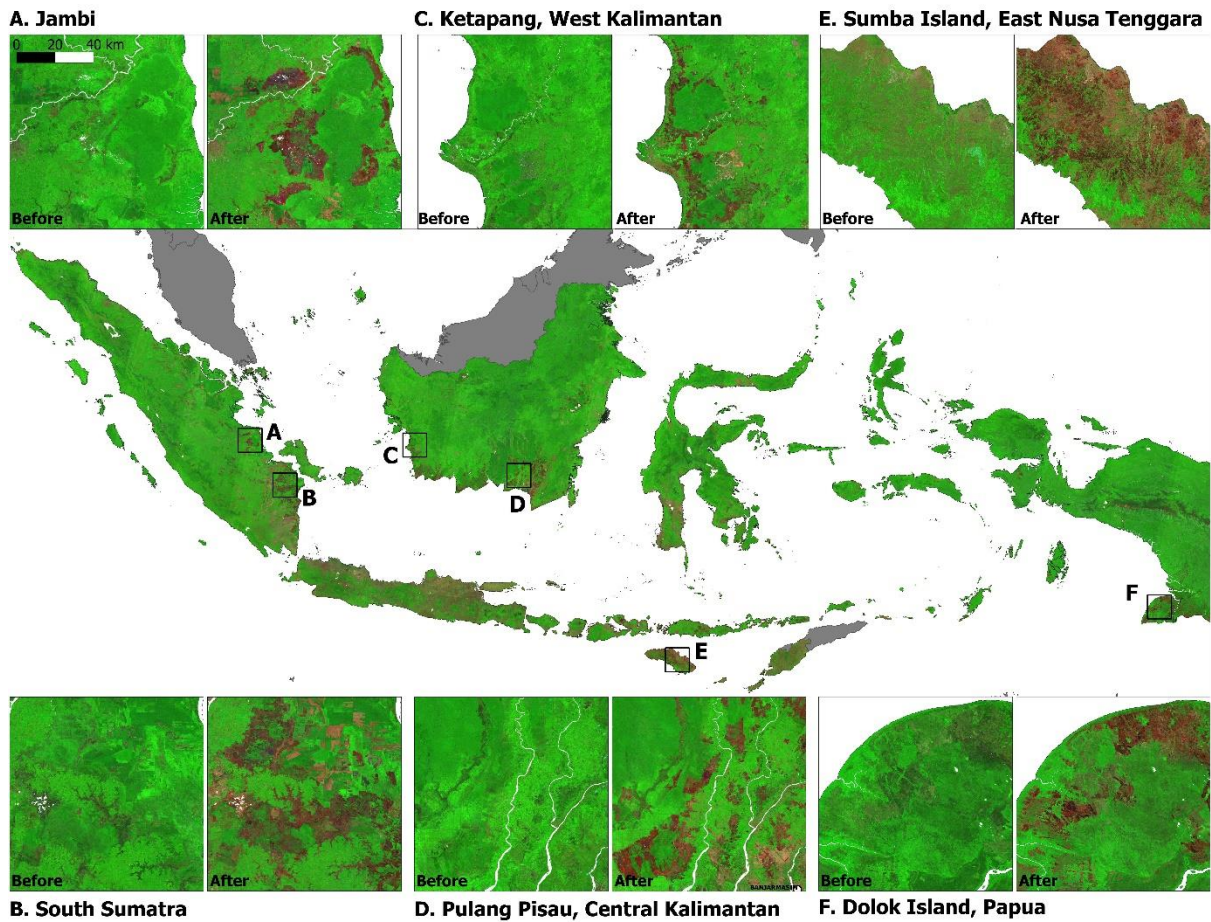 A. Jambi
C. Ketapang, West Kalimantan
E. Sumba Island, East Nusa Tenggara
0 20 40 km
Before
After
Before
After
Before
After
A
B
C
D
E
F
Before
After
Before
After
BANJARMASIN
Before
After
B. South Sumatra
D. Pulang Pisau, Central Kalimantan
F. Dolok Island, Papua